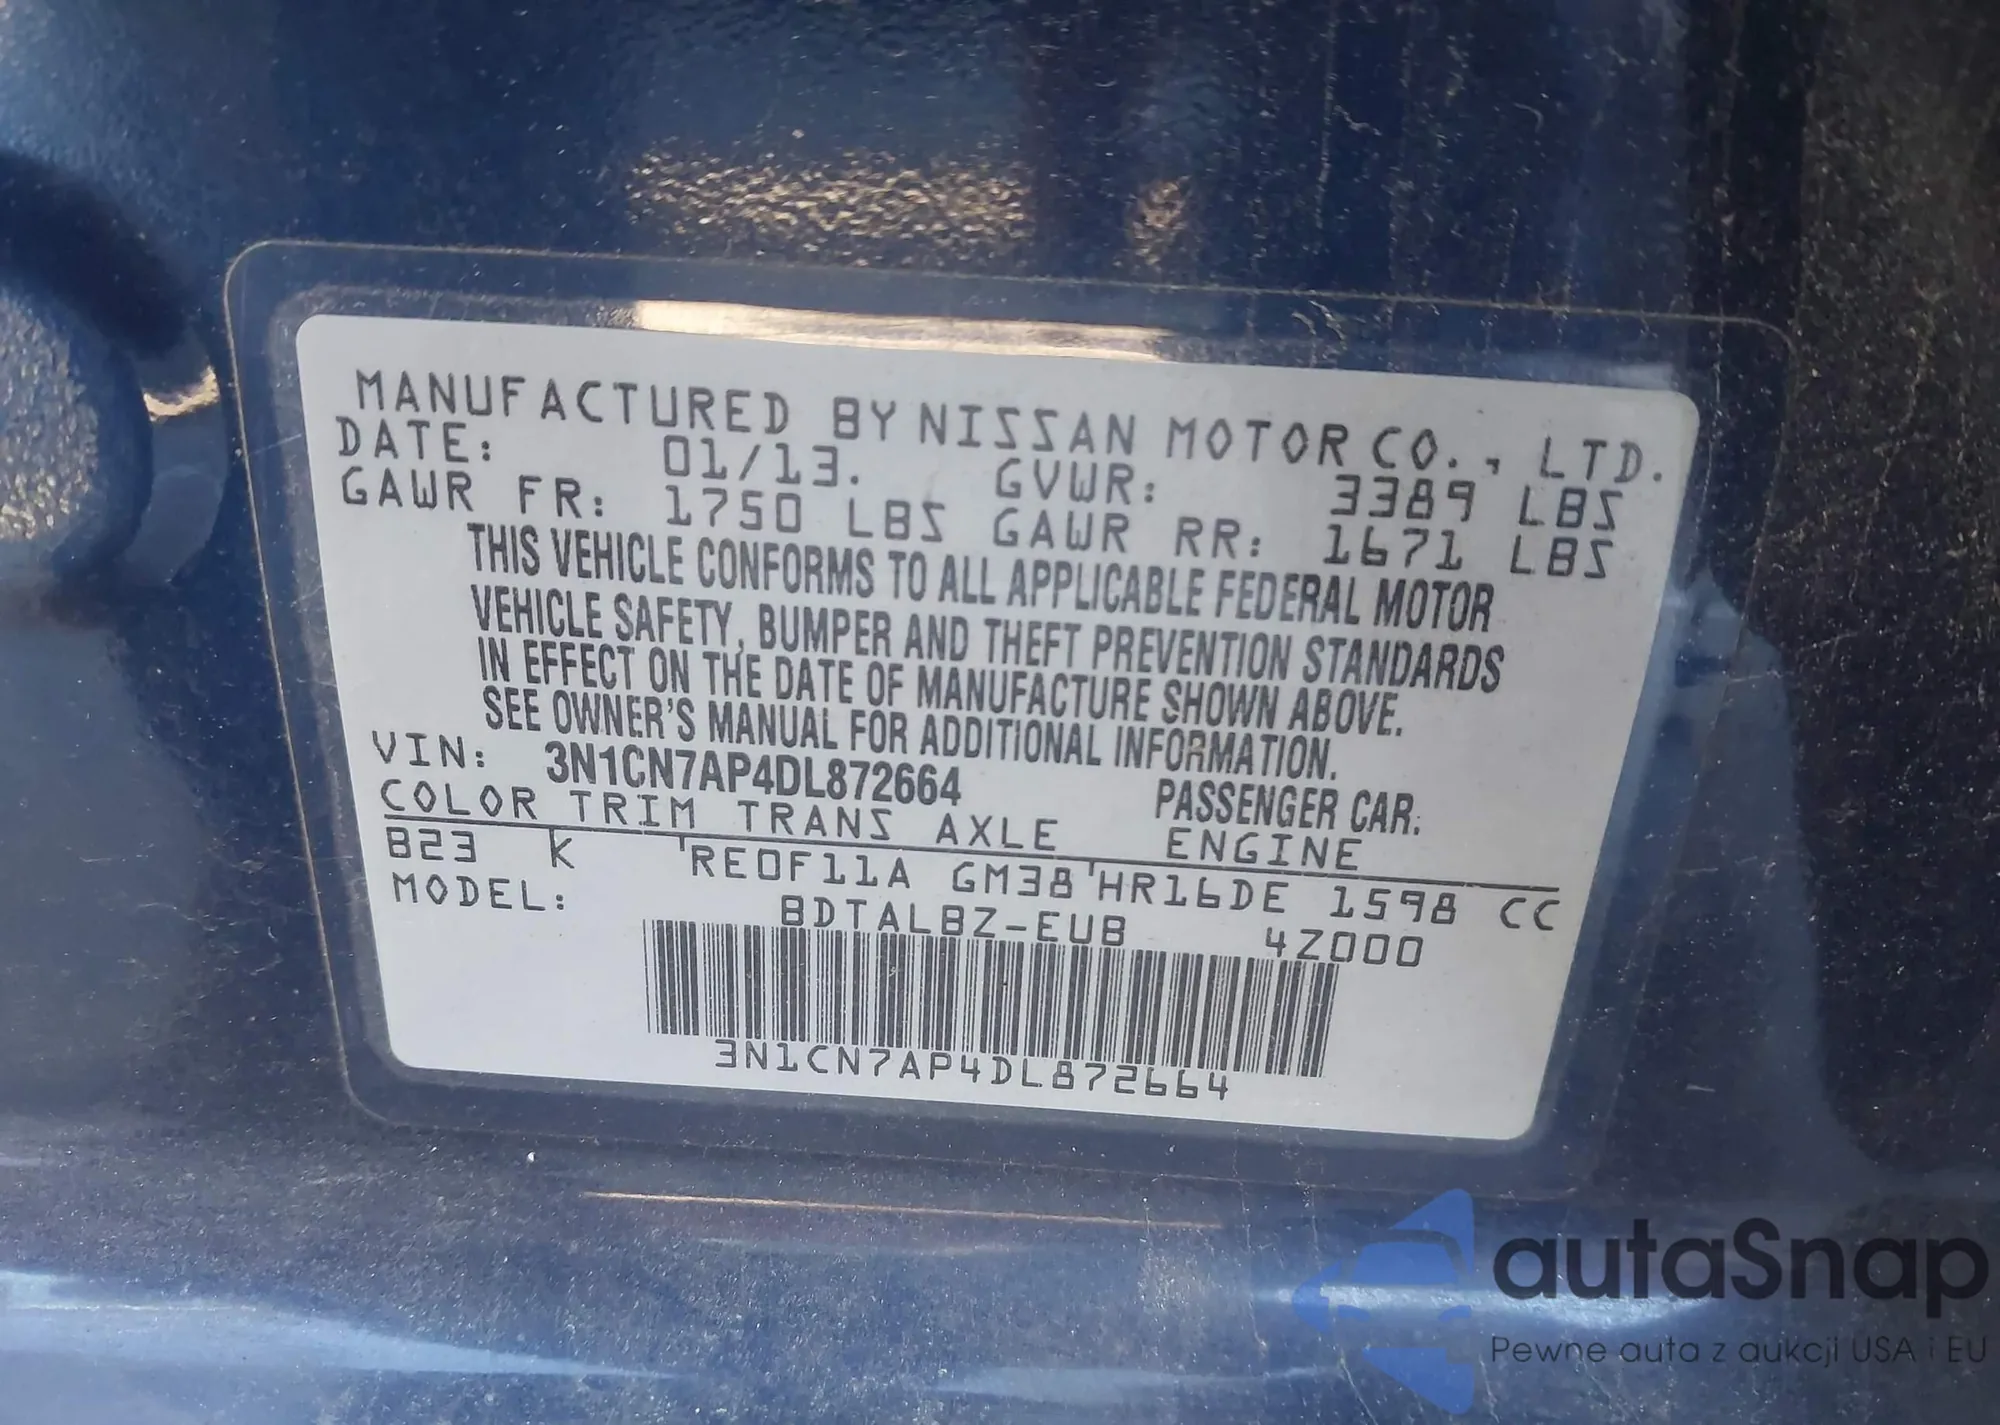 MANUFACTURED BY NISSAN MOTOR CO., LTD.
DATE: 01/13. GVWR: 3389 LBS
GAWR FR: 1750 LBS GAWR RR: 1671 LBS
THIS VEHICLE CONFORMS TO ALL APPLICABLE FEDERAL MOTOR
VEHICLE SAFETY, BUMPER AND THEFT PREVENTION STANDARDS
IN EFFECT ON THE DATE OF MANUFACTURE SHOWN ABOVE.
SEE OWNER'S MANUAL FOR ADDITIONAL INFORMATION.
VIN: 3N1CN7AP4DL872664 PASSENGER CAR.
COLOR TRIM TRANS AXLE ENGINE
B23 K RE0F11A GM38 HR16DE 1598 CC
MODEL: BDTALBZ-EUB 4Z000
3N1CN7AP4DL872664
autaSnap
Pewne auta z aukcji USA i EU